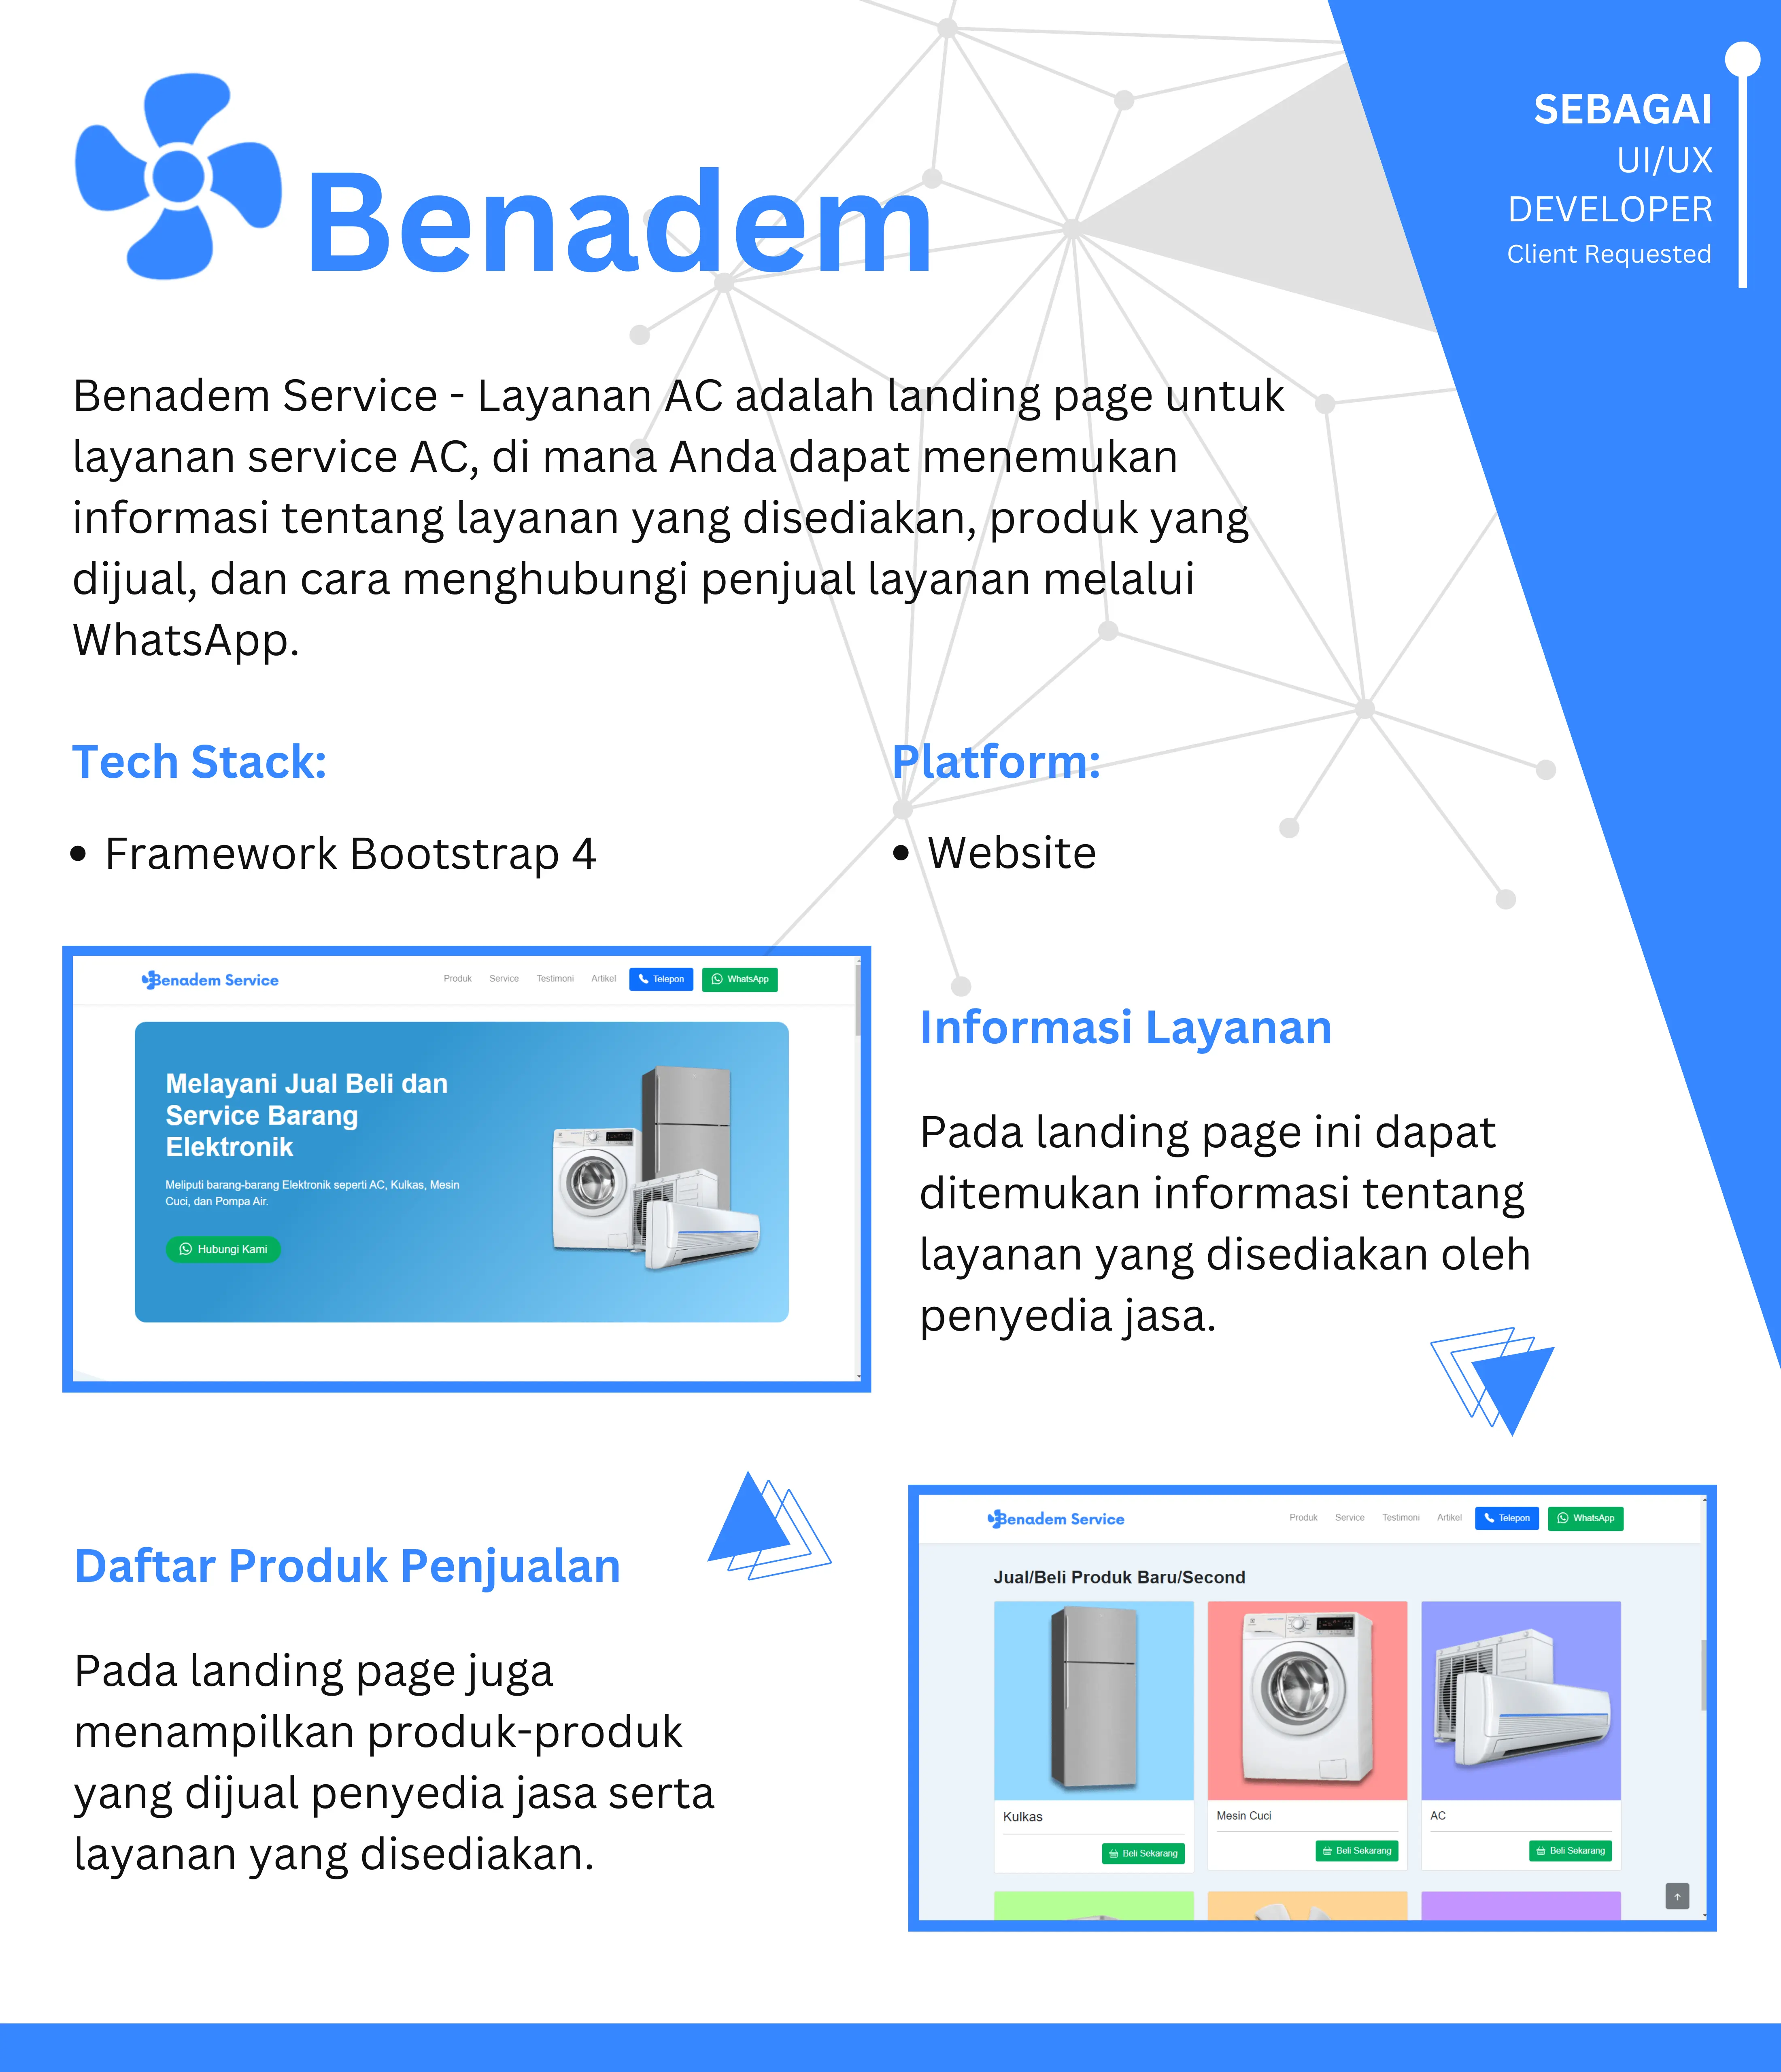 SEBAGAI
UI/UX
DEVELOPER
Client Requested
Benadem
Benadem Service - Layanan AC adalah landing page untuk
layanan service AC, di mana Anda dapat menemukan
informasi tentang layanan yang disediakan, produk yang
dijual, dan cara menghubungi penjual layanan melalui
WhatsApp.
Tech Stack:
• Framework Bootstrap 4
Platform:
• Website
Benadem Service
Produk Service Testimoni Artikel Telepon WhatsApp
Melayani Jual Beli dan
Service Barang
Elektronik
Meliputi barang-barang Elektronik seperti AC, Kulkas, Mesin
Cuci, dan Pompa Air.
Hubungi Kami
Informasi Layanan
Pada landing page ini dapat
ditemukan informasi tentang
layanan yang disediakan oleh
penyedia jasa.
Daftar Produk Penjualan
Pada landing page juga
menampilkan produk-produk
yang dijual penyedia jasa serta
layanan yang disediakan.
Benadem Service
Produk Service Testimoni Artikel Telepon WhatsApp
Jual/Beli Produk Baru/Second
Kulkas
Beli Sekarang
Mesin Cuci
Beli Sekarang
AC
Beli Sekarang